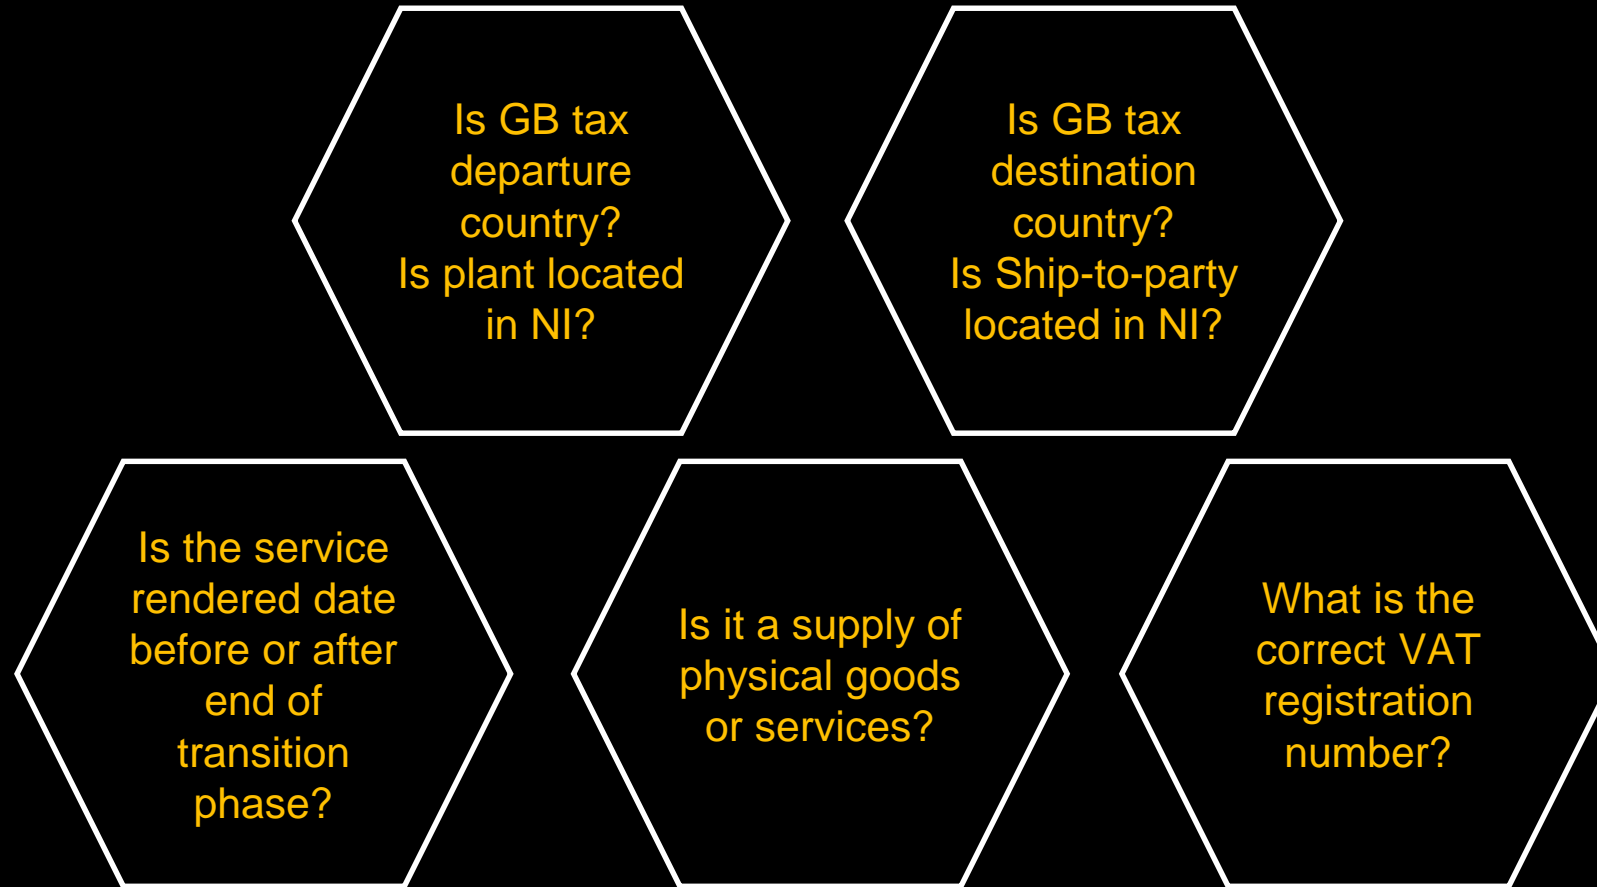 Is GB tax
departure
country?
Is plant located
in NI?
Is GB tax
destination
country?
Is Ship-to-party
located in NI?
Is the service
rendered date
before or after
end of
transition
phase?
Is it a supply of
physical goods
or services?
What is the
correct VAT
registration
number?